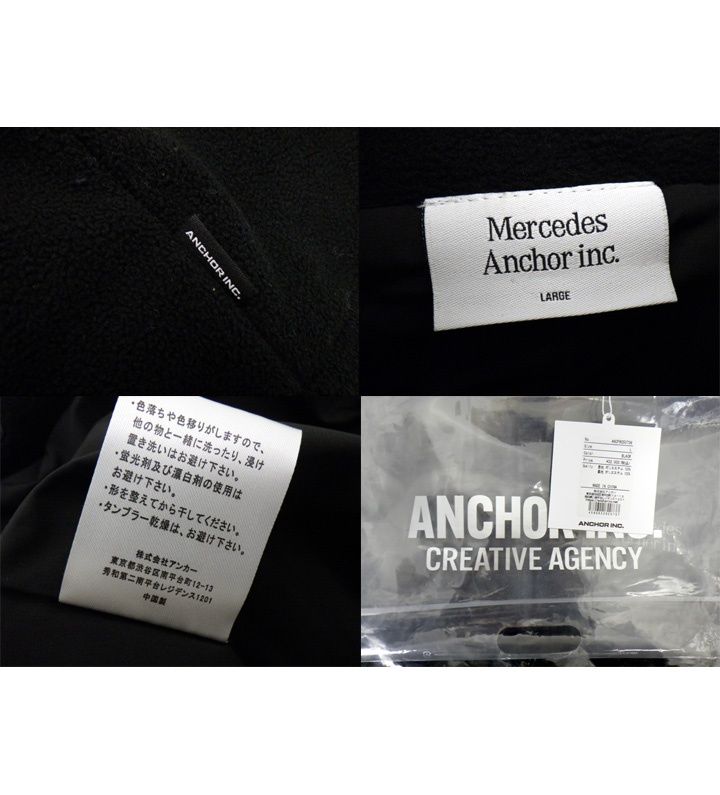 ANCHOR INC.
Mercedes
Anchor inc.
LARGE
・色落ちや色移りがしますので、
他の物と一緒に洗ったり、浸け
置き洗いはお避け下さい。
・蛍光剤及び漂白剤の使用は
お避け下さい。
・形を整えてから干してください。
・タンブラー乾燥は、お避け下さい。
株式会社アンカー
東京都渋谷区南平台町12-13
秀和第二南平台レジデンス1201
中国製
No
Size L
Color BLACK
Price
MADE IN CHINA
ANCHOR INC.
ANCHOR INC.
CREATIVE AGENCY